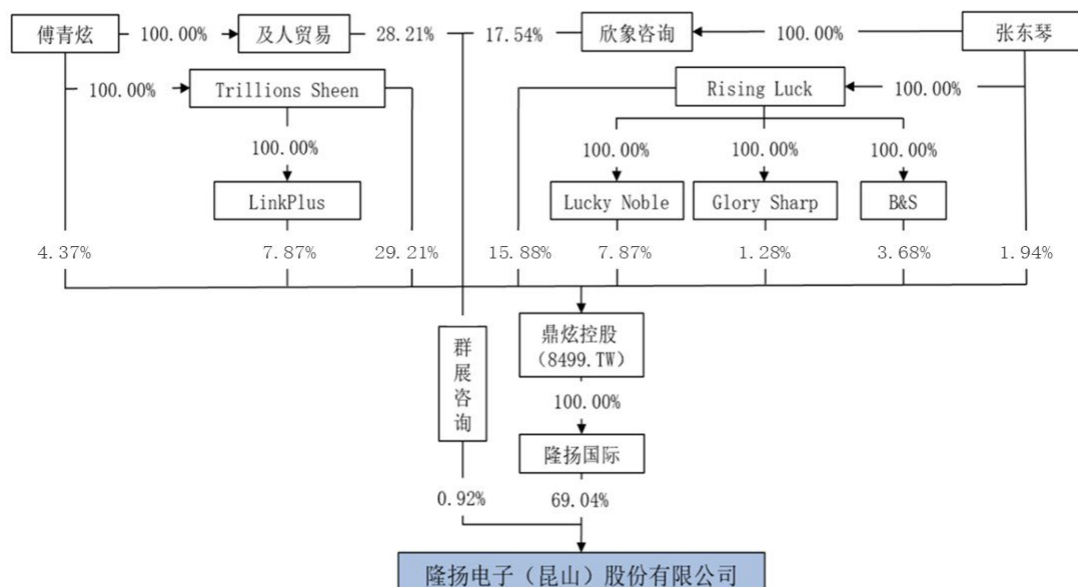 傅青炫 100.00% 及人贸易 28.21% 17.54% 欣象咨询 100.00% 张东琴
100.00% Trillions Sheen Rising Luck 100.00%
100.00% 100.00% 100.00% 100.00%
LinkPlus Lucky Noble Glory Sharp B&S
4.37% 7.87% 29.21% 15.88% 7.87% 1.28% 3.68% 1.94%
群展咨询
鼎炫控股
(8499.TW)
100.00%
隆扬国际
0.92% 69.04%
隆扬电子（昆山）股份有限公司